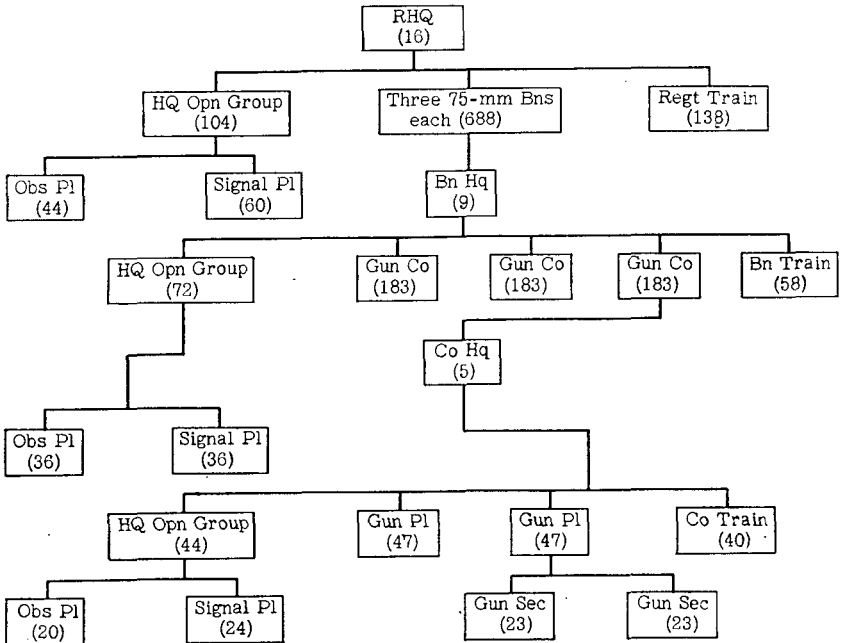 RHQ
(16)
HQ Opn Group
(104)
Three 75-mm Bns
each (688)
Regt Train
(138)
Obs Pl
(44)
Signal Pl
(60)
Bn Hq
(9)
HQ Opn Group
(72)
Gun Co
(183)
Gun Co
(183)
Gun Co
(183)
Bn Train
(58)
Co Hq
(5)
Obs Pl
(36)
Signal Pl
(36)
HQ Opn Group
(44)
Gun Pl
(47)
Gun Pl
(47)
Co Train
(40)
Obs Pl
(20)
Signal Pl
(24)
Gun Sec
(23)
Gun Sec
(23)